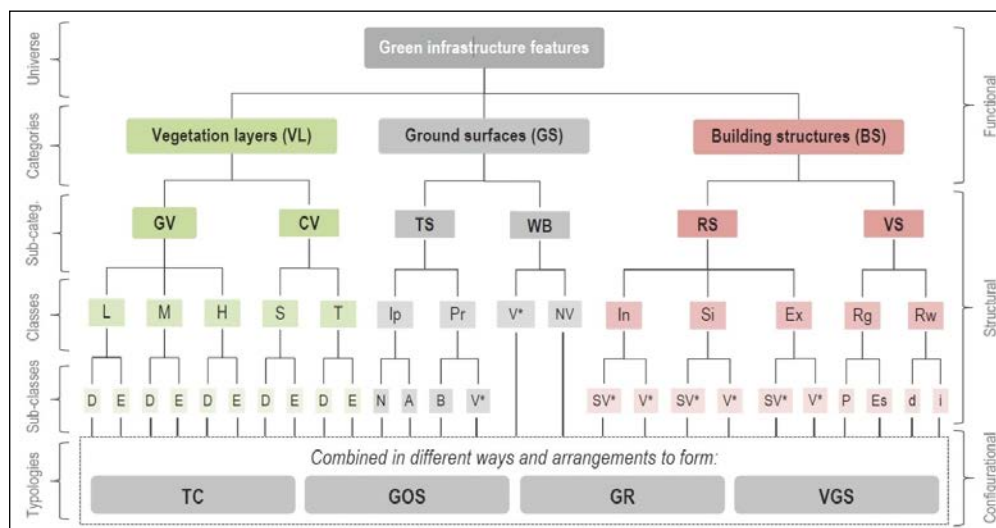 Universe
Green infrastructure features
Functional
Categories
Vegetation layers (VL) Ground surfaces (GS) Building structures (BS)
Sub-categ.
GV CV TS WB RS VS
Structural
Classes
L M H S T Ip Pr V* NV In Si Ex Rg Rw
Sub-classes
D E D E D E D E D E N A B V* SV* V* SV* V* SV* V* P Es d i
Typologies
Combined in different ways and arrangements to form:
Configurational
TC GOS GR VGS